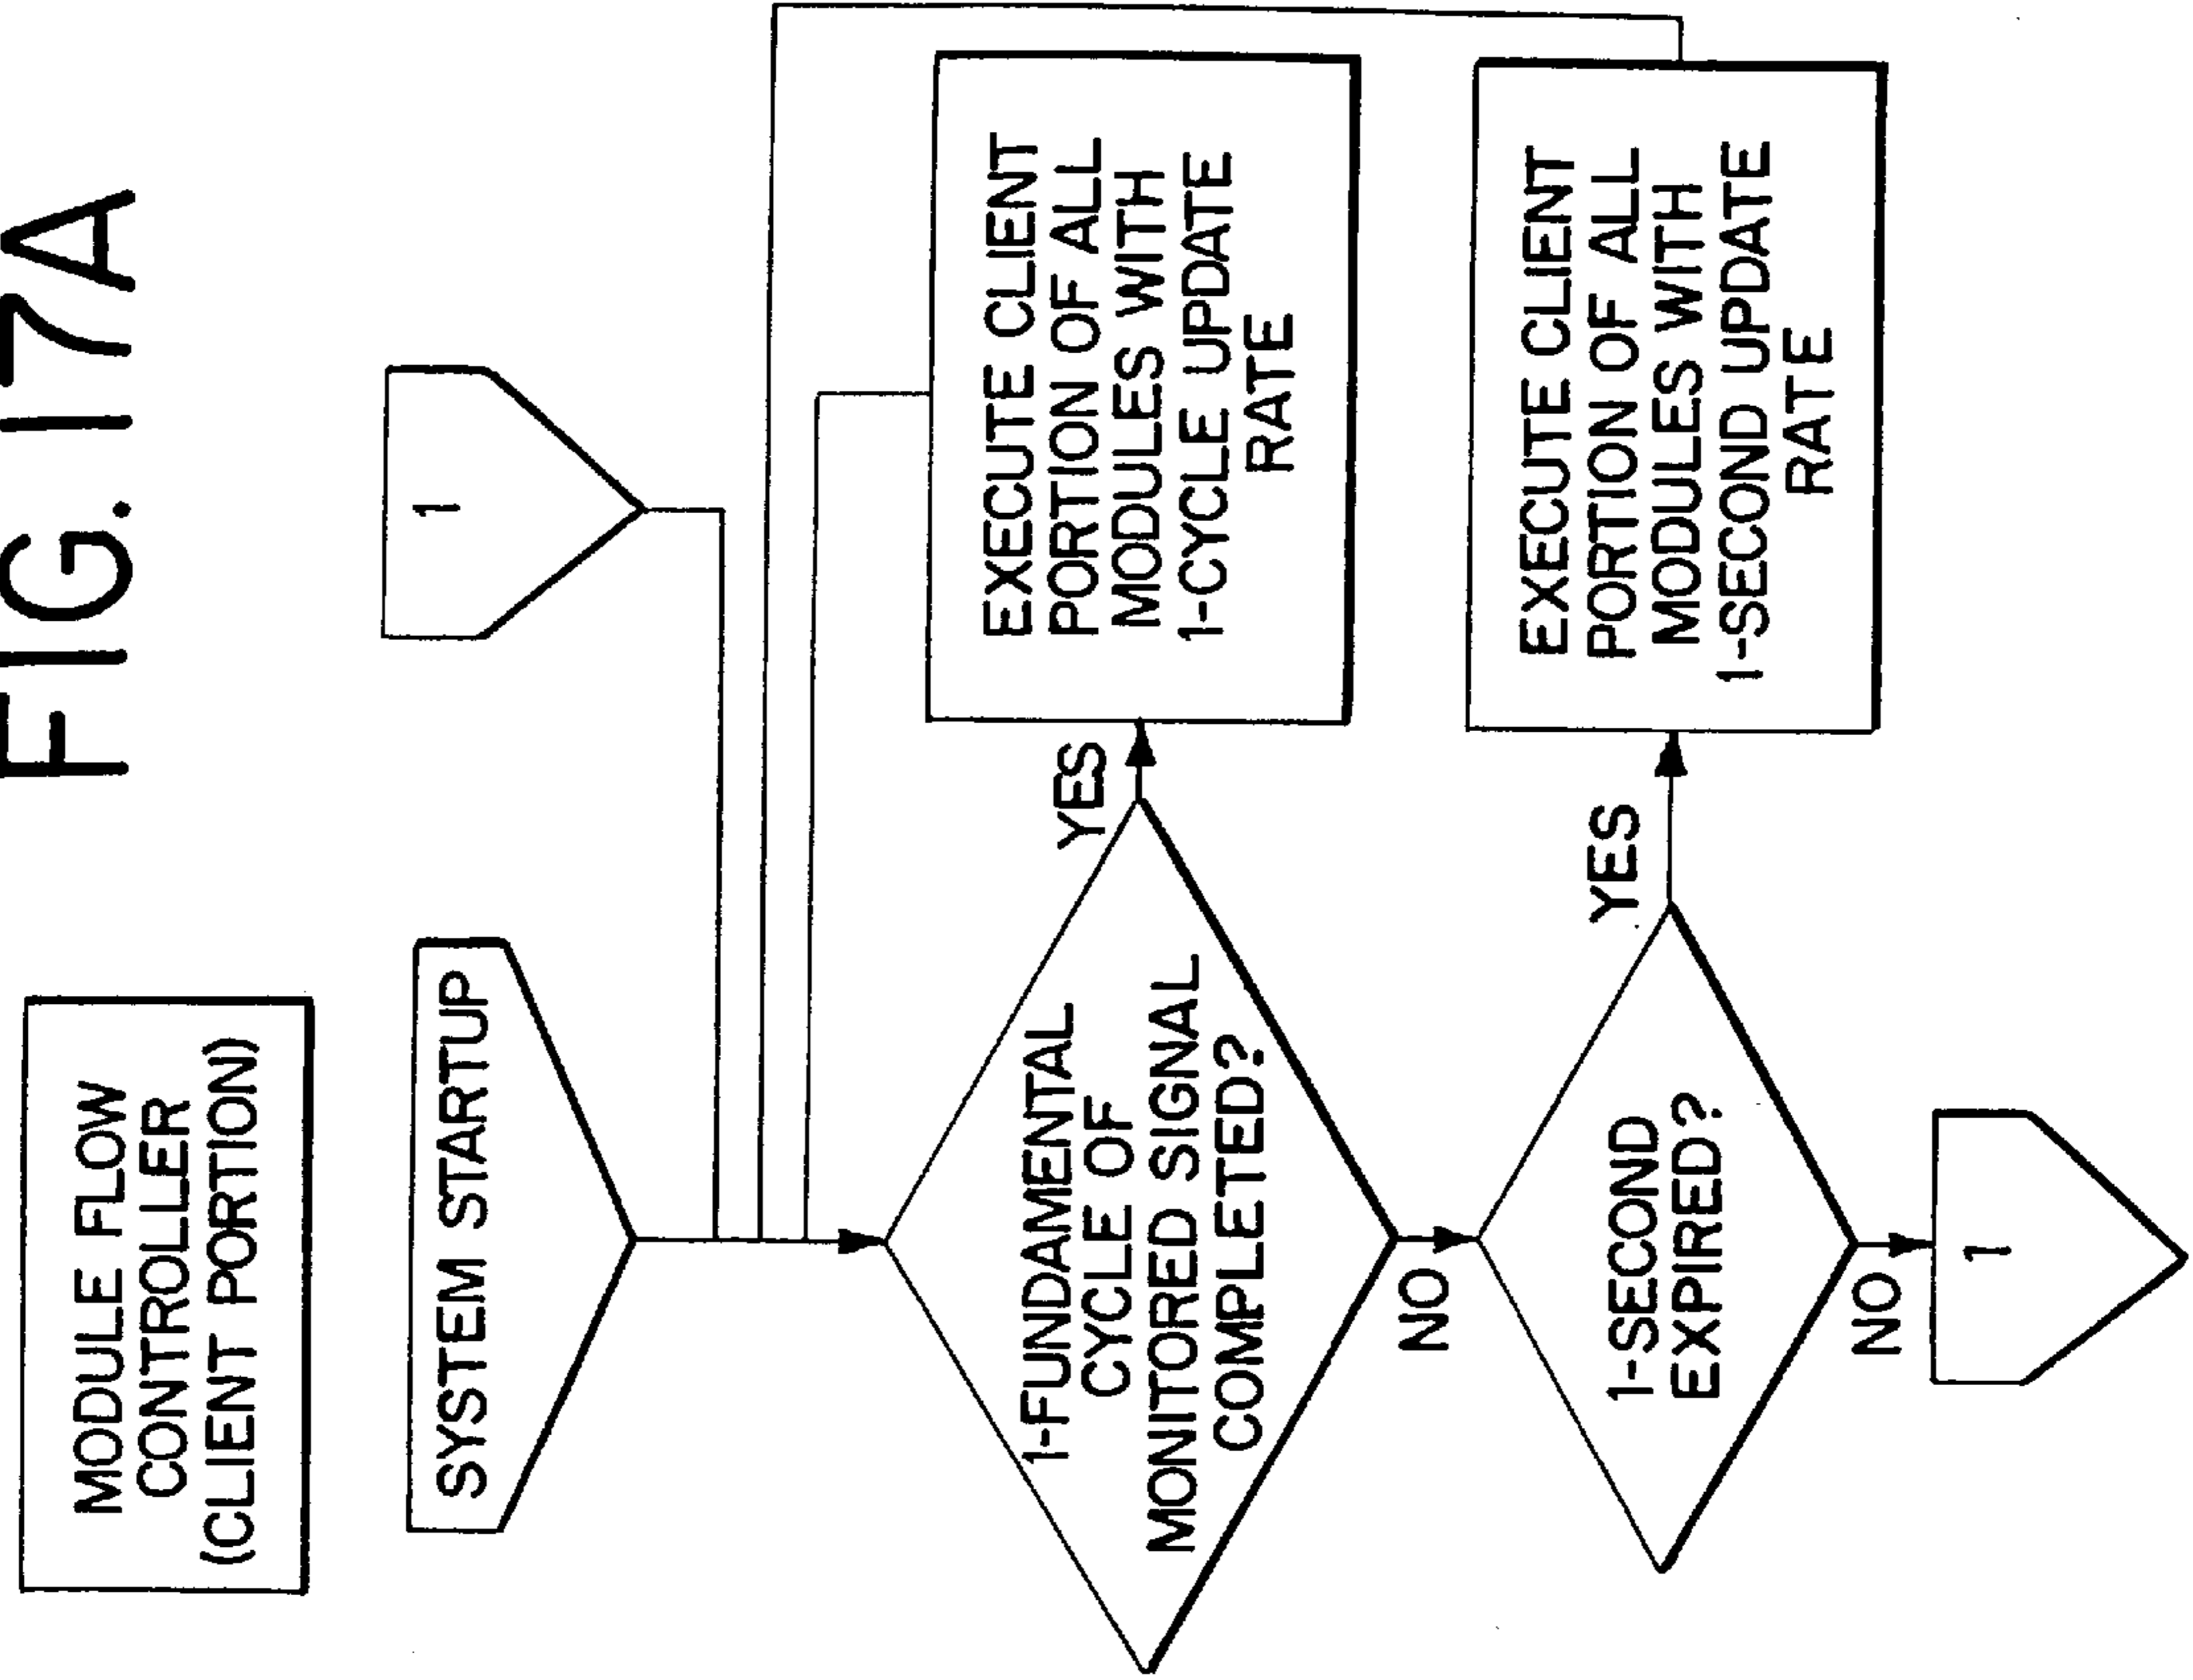 FIG. 17A
MODULE FLOW
CONTROLLER
(CLIENT PORTION)
SYSTEM STARTUP
1
1-FUNDAMENTAL
CYCLE OF
MONITORED SIGNAL
COMPLETED?
YES
EXECUTE CLIENT
PORTION OF ALL
MODULES WITH
1-CYCLE UPDATE
RATE
NO
1-SECOND
EXPIRED?
YES
EXECUTE CLIENT
PORTION OF ALL
MODULES WITH
1-SECOND UPDATE
RATE
NO
1